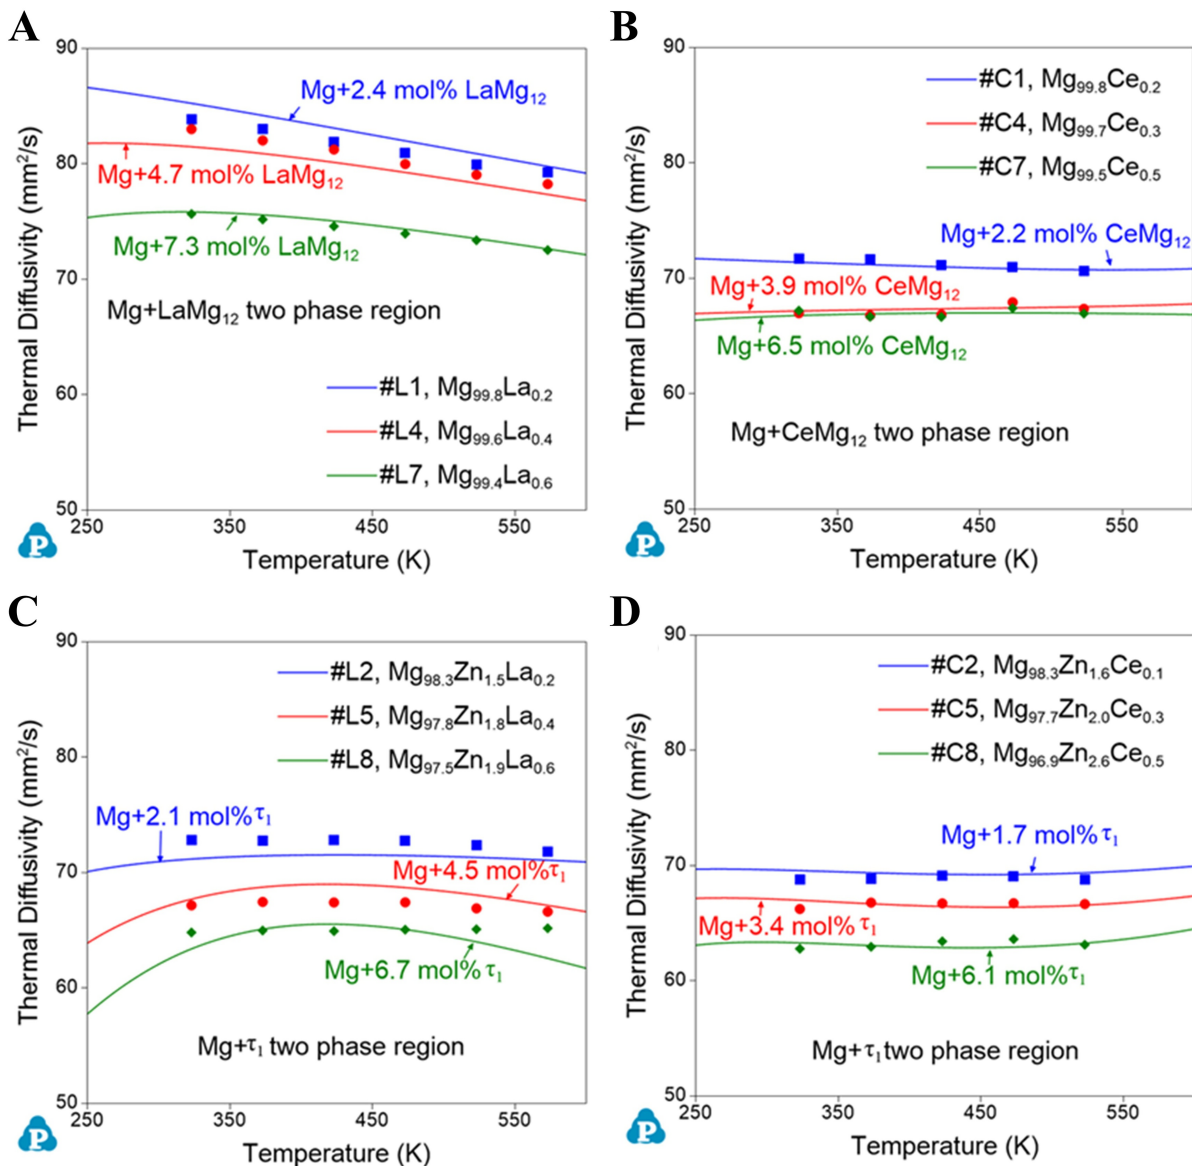 A
90
80
70
60
50
250
350
450
550
Thermal Diffusivity (mm²/s)
Temperature (K)
Mg+2.4 mol% LaMg₁₂
Mg+4.7 mol% LaMg₁₂
Mg+7.3 mol% LaMg₁₂
Mg+LaMg₁₂ two phase region
#L1, Mg₉₉.₈La₀.₂
#L4, Mg₉₉.₆La₀.₄
#L7, Mg₉₉.₄La₀.₆
P
B
90
80
70
60
50
250
350
450
550
Thermal Diffusivity (mm²/s)
Temperature (K)
#C1, Mg₉₉.₈Ce₀.₂
#C4, Mg₉₉.₇Ce₀.₃
#C7, Mg₉₉.₅Ce₀.₅
Mg+2.2 mol% CeMg₁₂
Mg+3.9 mol% CeMg₁₂
Mg+6.5 mol% CeMg₁₂
Mg+CeMg₁₂ two phase region
P
C
90
80
70
60
50
250
350
450
550
Thermal Diffusivity (mm²/s)
Temperature (K)
#L2, Mg₉₈.₃Zn₁.₅La₀.₂
#L5, Mg₉₇.₈Zn₁.₈La₀.₄
#L8, Mg₉₇.₅Zn₁.₉La₀.₆
Mg+2.1 mol%τ₁
Mg+4.5 mol%τ₁
Mg+6.7 mol%τ₁
Mg+τ₁ two phase region
P
D
90
80
70
60
50
250
350
450
550
Thermal Diffusivity (mm²/s)
Temperature (K)
#C2, Mg₉₈.₃Zn₁.₆Ce₀.₁
#C5, Mg₉₇.₇Zn₂.₀Ce₀.₃
#C8, Mg₉₆.₉Zn₂.₆Ce₀.₅
Mg+1.7 mol%τ₁
Mg+3.4 mol%τ₁
Mg+6.1 mol%τ₁
Mg+τ₁two phase region
P